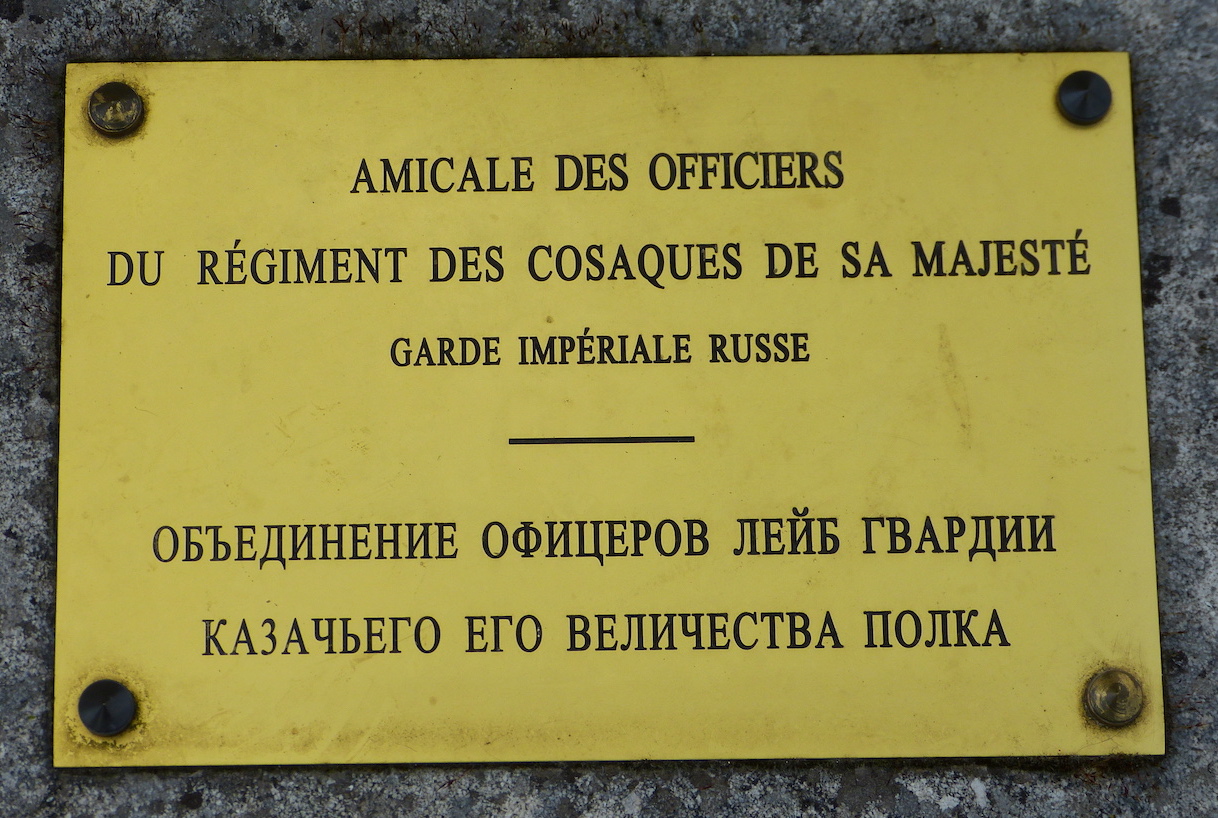 AMICALE DES OFFICIERS
DU RÉGIMENT DES COSAQUES DE SA MAJESTÉ
GARDE IMPÉRIALE RUSSE
ОБЪЕДИНЕНИЕ ОФИЦЕРОВ ЛЕЙБ ГВАРДИИ
КАЗАЧЬЕГО ЕГО ВЕЛИЧЕСТВА ПОЛКА